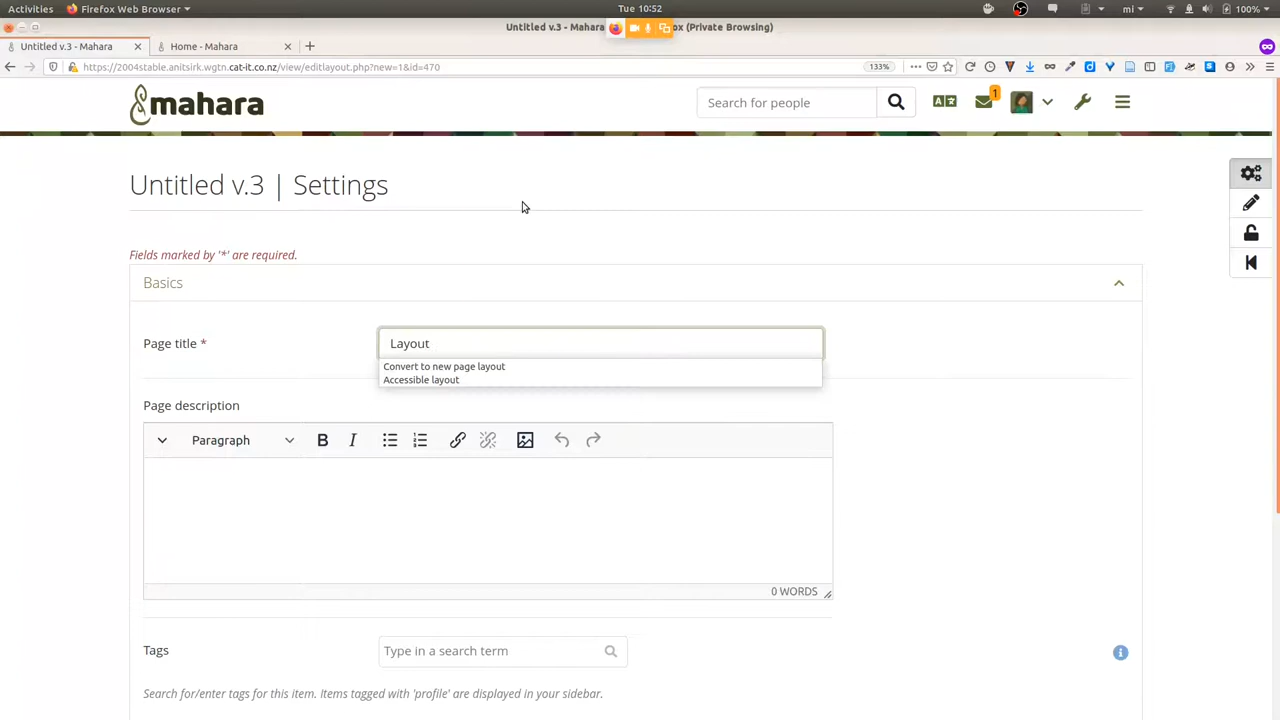 Activities Firefox Web Browser Tue 10:52 mi 100%
Untitled v.3 - Mahara ox (Private Browsing)
Untitled v.3 - Mahara Home - Mahara
https://2004stable.anitsirk.wgtn.cat-it.co.nz/view/editlayout.php?new=1&id=470 133%
mahara Search for people 1
Untitled v.3 | Settings
Fields marked by '*' are required.
Basics
Page title * Layout
Convert to new page layout
Accessible layout
Page description
Paragraph B I
0 WORDS
Tags Type in a search term
Search for/enter tags for this item. Items tagged with 'profile' are displayed in your sidebar.